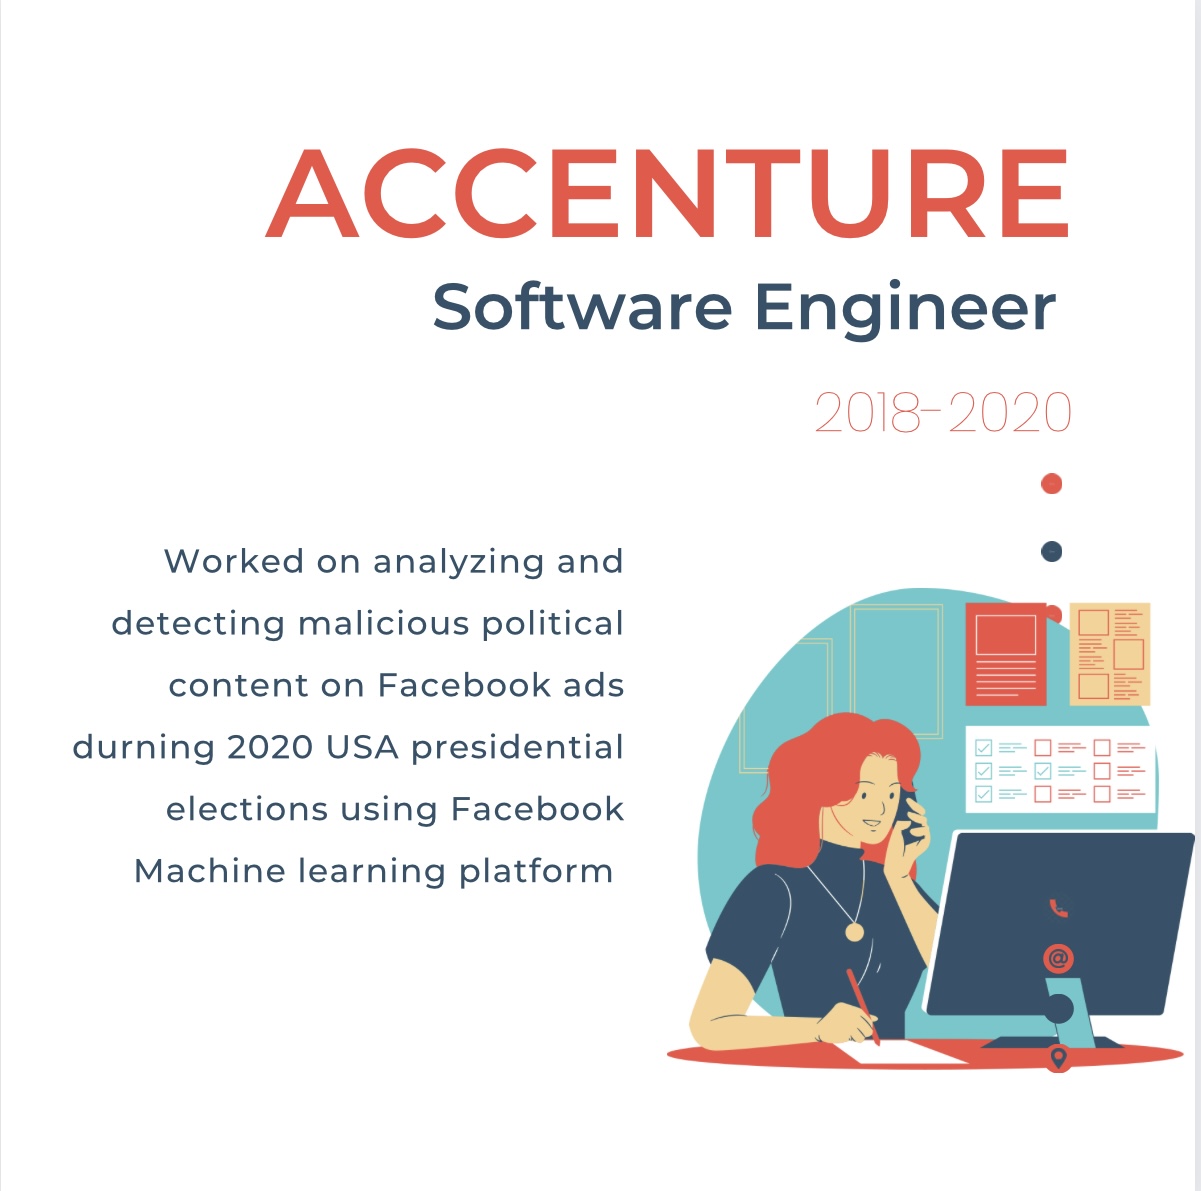 ACCENTURE
Software Engineer
2018-2020
Worked on analyzing and
detecting malicious political
content on Facebook ads
durning 2020 USA presidential
elections using Facebook
Machine learning platform
@